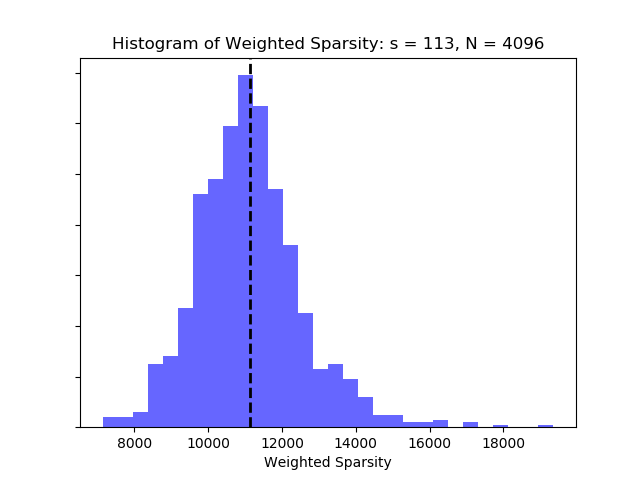 Histogram of Weighted Sparsity: s = 113, N = 4096
8000 10000 12000 14000 16000 18000
Weighted Sparsity